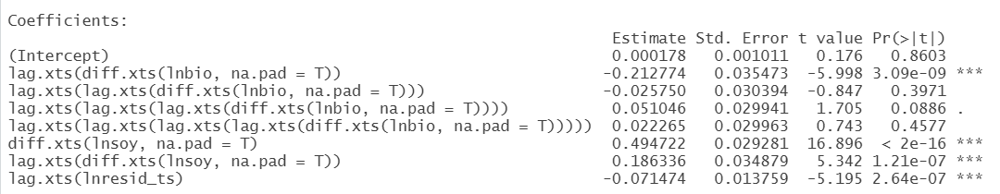 Coefficients:
Estimate Std. Error t value Pr(>|t|)
(Intercept) 0.000178 0.001011 0.176 0.8603
lag.xts(diff.xts(lnbio, na.pad = T)) -0.212774 0.035473 -5.998 3.09e-09 ***
lag.xts(lag.xts(diff.xts(lnbio, na.pad = T))) -0.025750 0.030394 -0.847 0.3971
lag.xts(lag.xts(lag.xts(diff.xts(lnbio, na.pad = T)))) 0.051046 0.029941 1.705 0.0886 .
lag.xts(lag.xts(lag.xts(lag.xts(diff.xts(lnbio, na.pad = T))))) 0.022265 0.029963 0.743 0.4577
diff.xts(lnsoy, na.pad = T) 0.494722 0.029281 16.896 < 2e-16 ***
lag.xts(diff.xts(lnsoy, na.pad = T)) 0.186336 0.034879 5.342 1.21e-07 ***
lag.xts(lnresid_ts) -0.071474 0.013759 -5.195 2.64e-07 ***